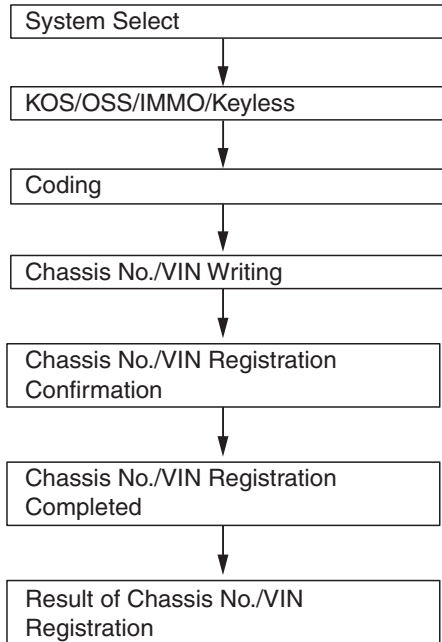 System Select
KOS/OSS/IMMO/Keyless
Coding
Chassis No./VIN Writing
Chassis No./VIN Registration
Confirmation
Chassis No./VIN Registration
Completed
Result of Chassis No./VIN
Registration